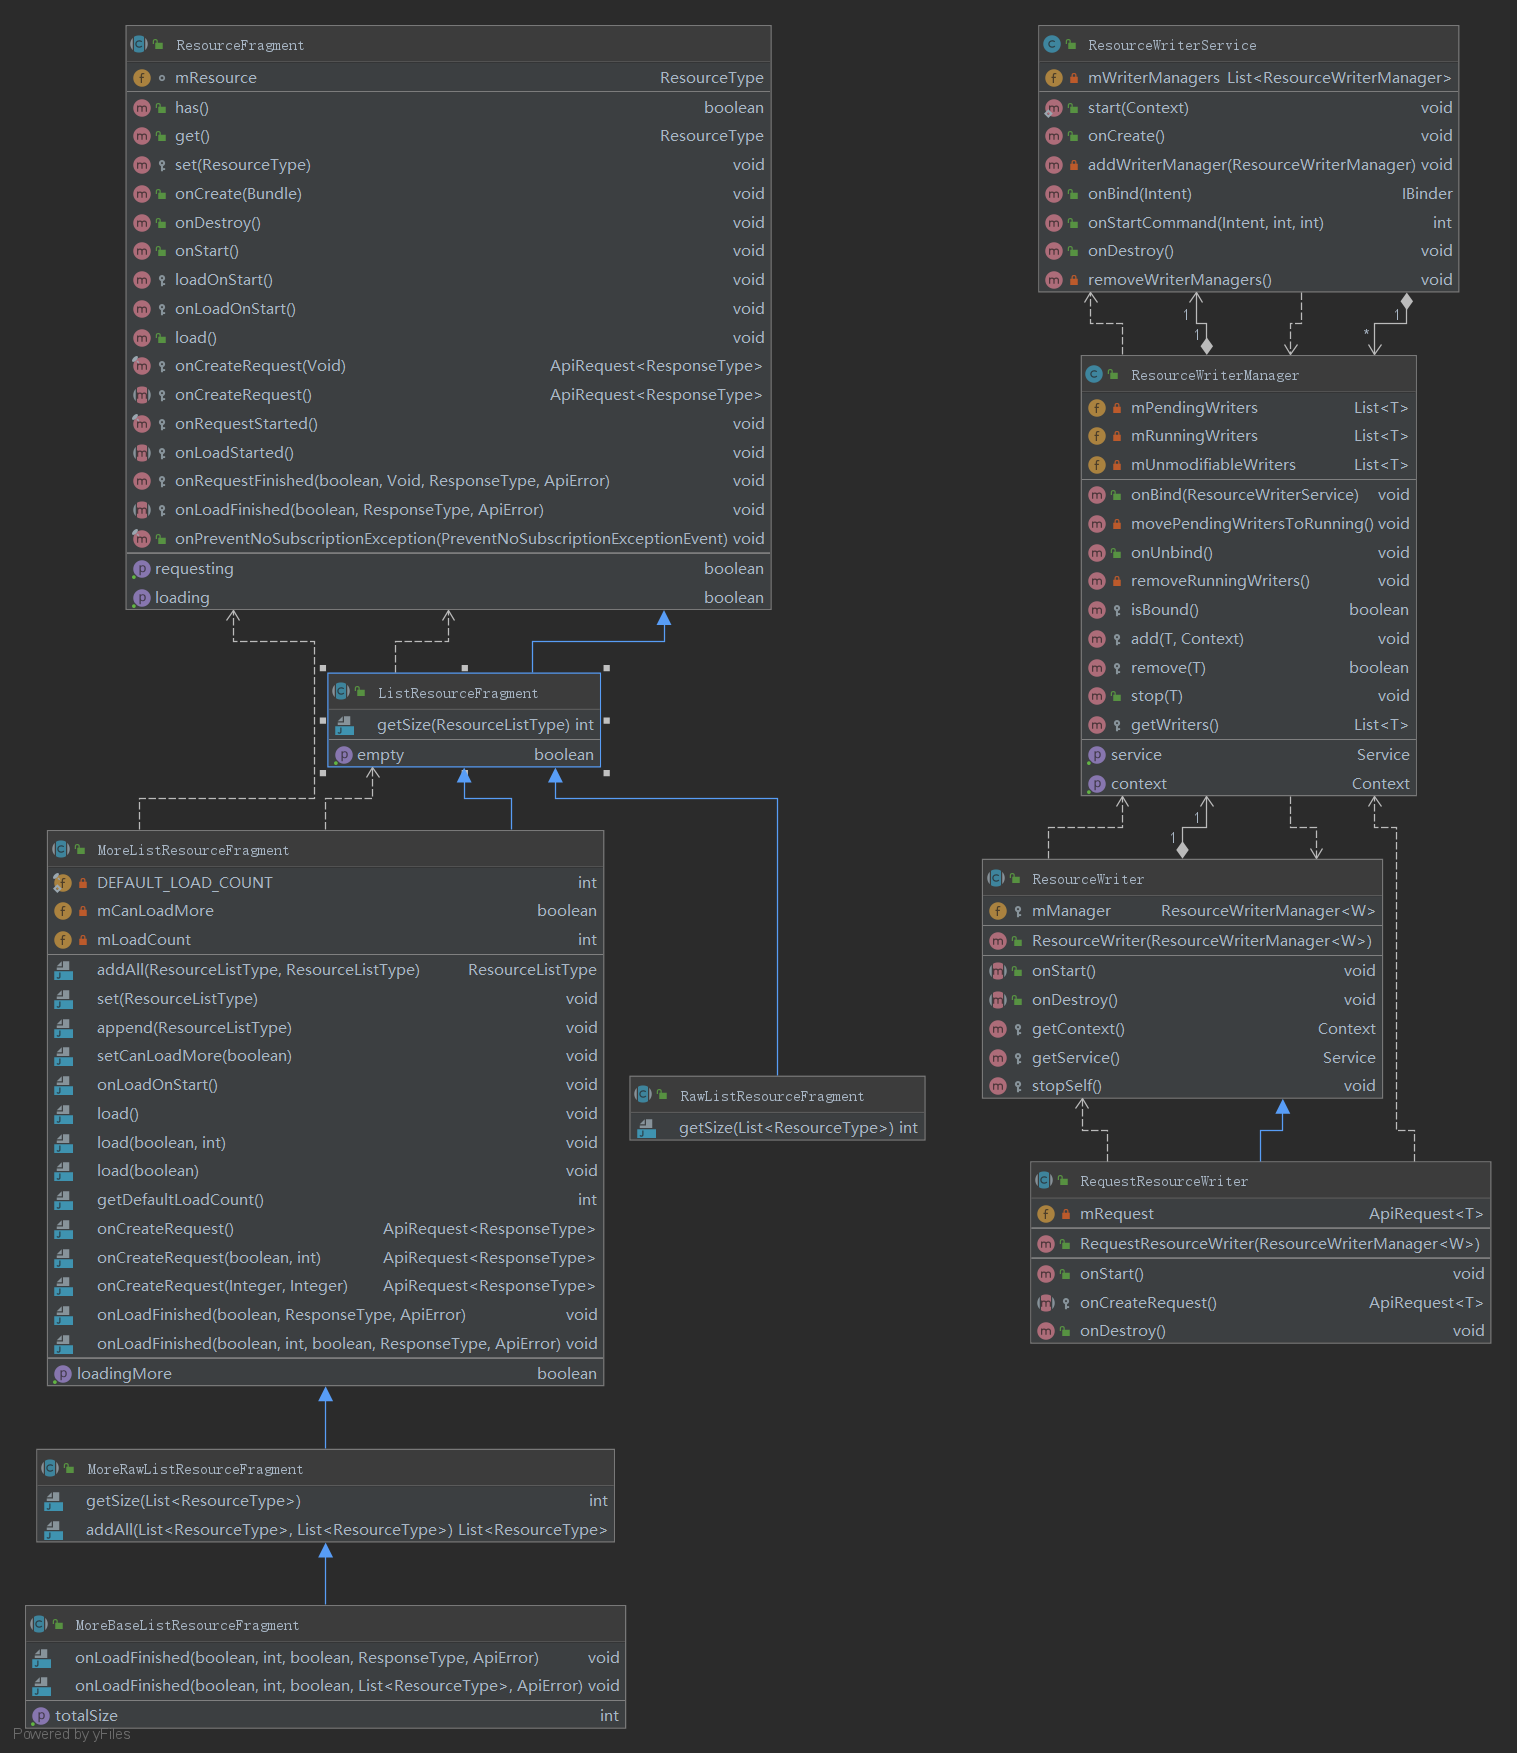 ResourceFragment
mResource ResourceType
has() boolean
get() ResourceType
set(ResourceType) void
onCreate(Bundle) void
onDestroy() void
onStart() void
loadOnStart() void
onLoadOnStart() void
load() void
onCreateRequest(Void) ApiRequest<ResponseType>
onCreateRequest() ApiRequest<ResponseType>
onRequestStarted() void
onLoadStarted() void
onRequestFinished(boolean, Void, ResponseType, ApiError) void
onLoadFinished(boolean, ResponseType, ApiError) void
onPreventNoSubscriptionException(PreventNoSubscriptionExceptionEvent) void
requesting boolean
loading boolean
ListResourceFragment
getSize(ResourceListType) int
empty boolean
MoreListResourceFragment
DEFAULT_LOAD_COUNT int
mCanLoadMore boolean
mLoadCount int
addAll(ResourceListType, ResourceListType) ResourceListType
set(ResourceListType) void
append(ResourceListType) void
setCanLoadMore(boolean) void
onLoadOnStart() void
load() void
load(boolean, int) void
load(boolean) void
getDefaultLoadCount() int
onCreateRequest() ApiRequest<ResponseType>
onCreateRequest(boolean, int) ApiRequest<ResponseType>
onCreateRequest(Integer, Integer) ApiRequest<ResponseType>
onLoadFinished(boolean, ResponseType, ApiError) void
onLoadFinished(boolean, int, boolean, ResponseType, ApiError) void
loadingMore boolean
RawListResourceFragment
getSize(List<ResourceType>) int
MoreRawListResourceFragment
getSize(List<ResourceType>) int
addAll(List<ResourceType>, List<ResourceType>) List<ResourceType>
MoreBaseListResourceFragment
onLoadFinished(boolean, int, boolean, ResponseType, ApiError) void
onLoadFinished(boolean, int, boolean, List<ResourceType>, ApiError) void
totalSize int
Powered by yFiles
ResourceWriterService
mWriterManagers List<ResourceWriterManager>
start(Context) void
onCreate() void
addWriterManager(ResourceWriterManager) void
onBind(Intent) IBinder
onStartCommand(Intent, int, int) int
onDestroy() void
removeWriterManagers() void
1 1
1 *
ResourceWriterManager
mPendingWriters List<T>
mRunningWriters List<T>
mUnmodifiableWriters List<T>
onBind(ResourceWriterService) void
movePendingWritersToRunning() void
onUnbind() void
removeRunningWriters() void
isBound() boolean
add(T, Context) void
remove(T) boolean
stop(T) void
getWriters() List<T>
service Service
context Context
1
1
ResourceWriter
mManager ResourceWriterManager<W>
ResourceWriter(ResourceWriterManager<W>)
onStart() void
onDestroy() void
getContext() Context
getService() Service
stopSelf() void
RequestResourceWriter
mRequest ApiRequest<T>
RequestResourceWriter(ResourceWriterManager<W>)
onStart() void
onCreateRequest() ApiRequest<T>
onDestroy() void